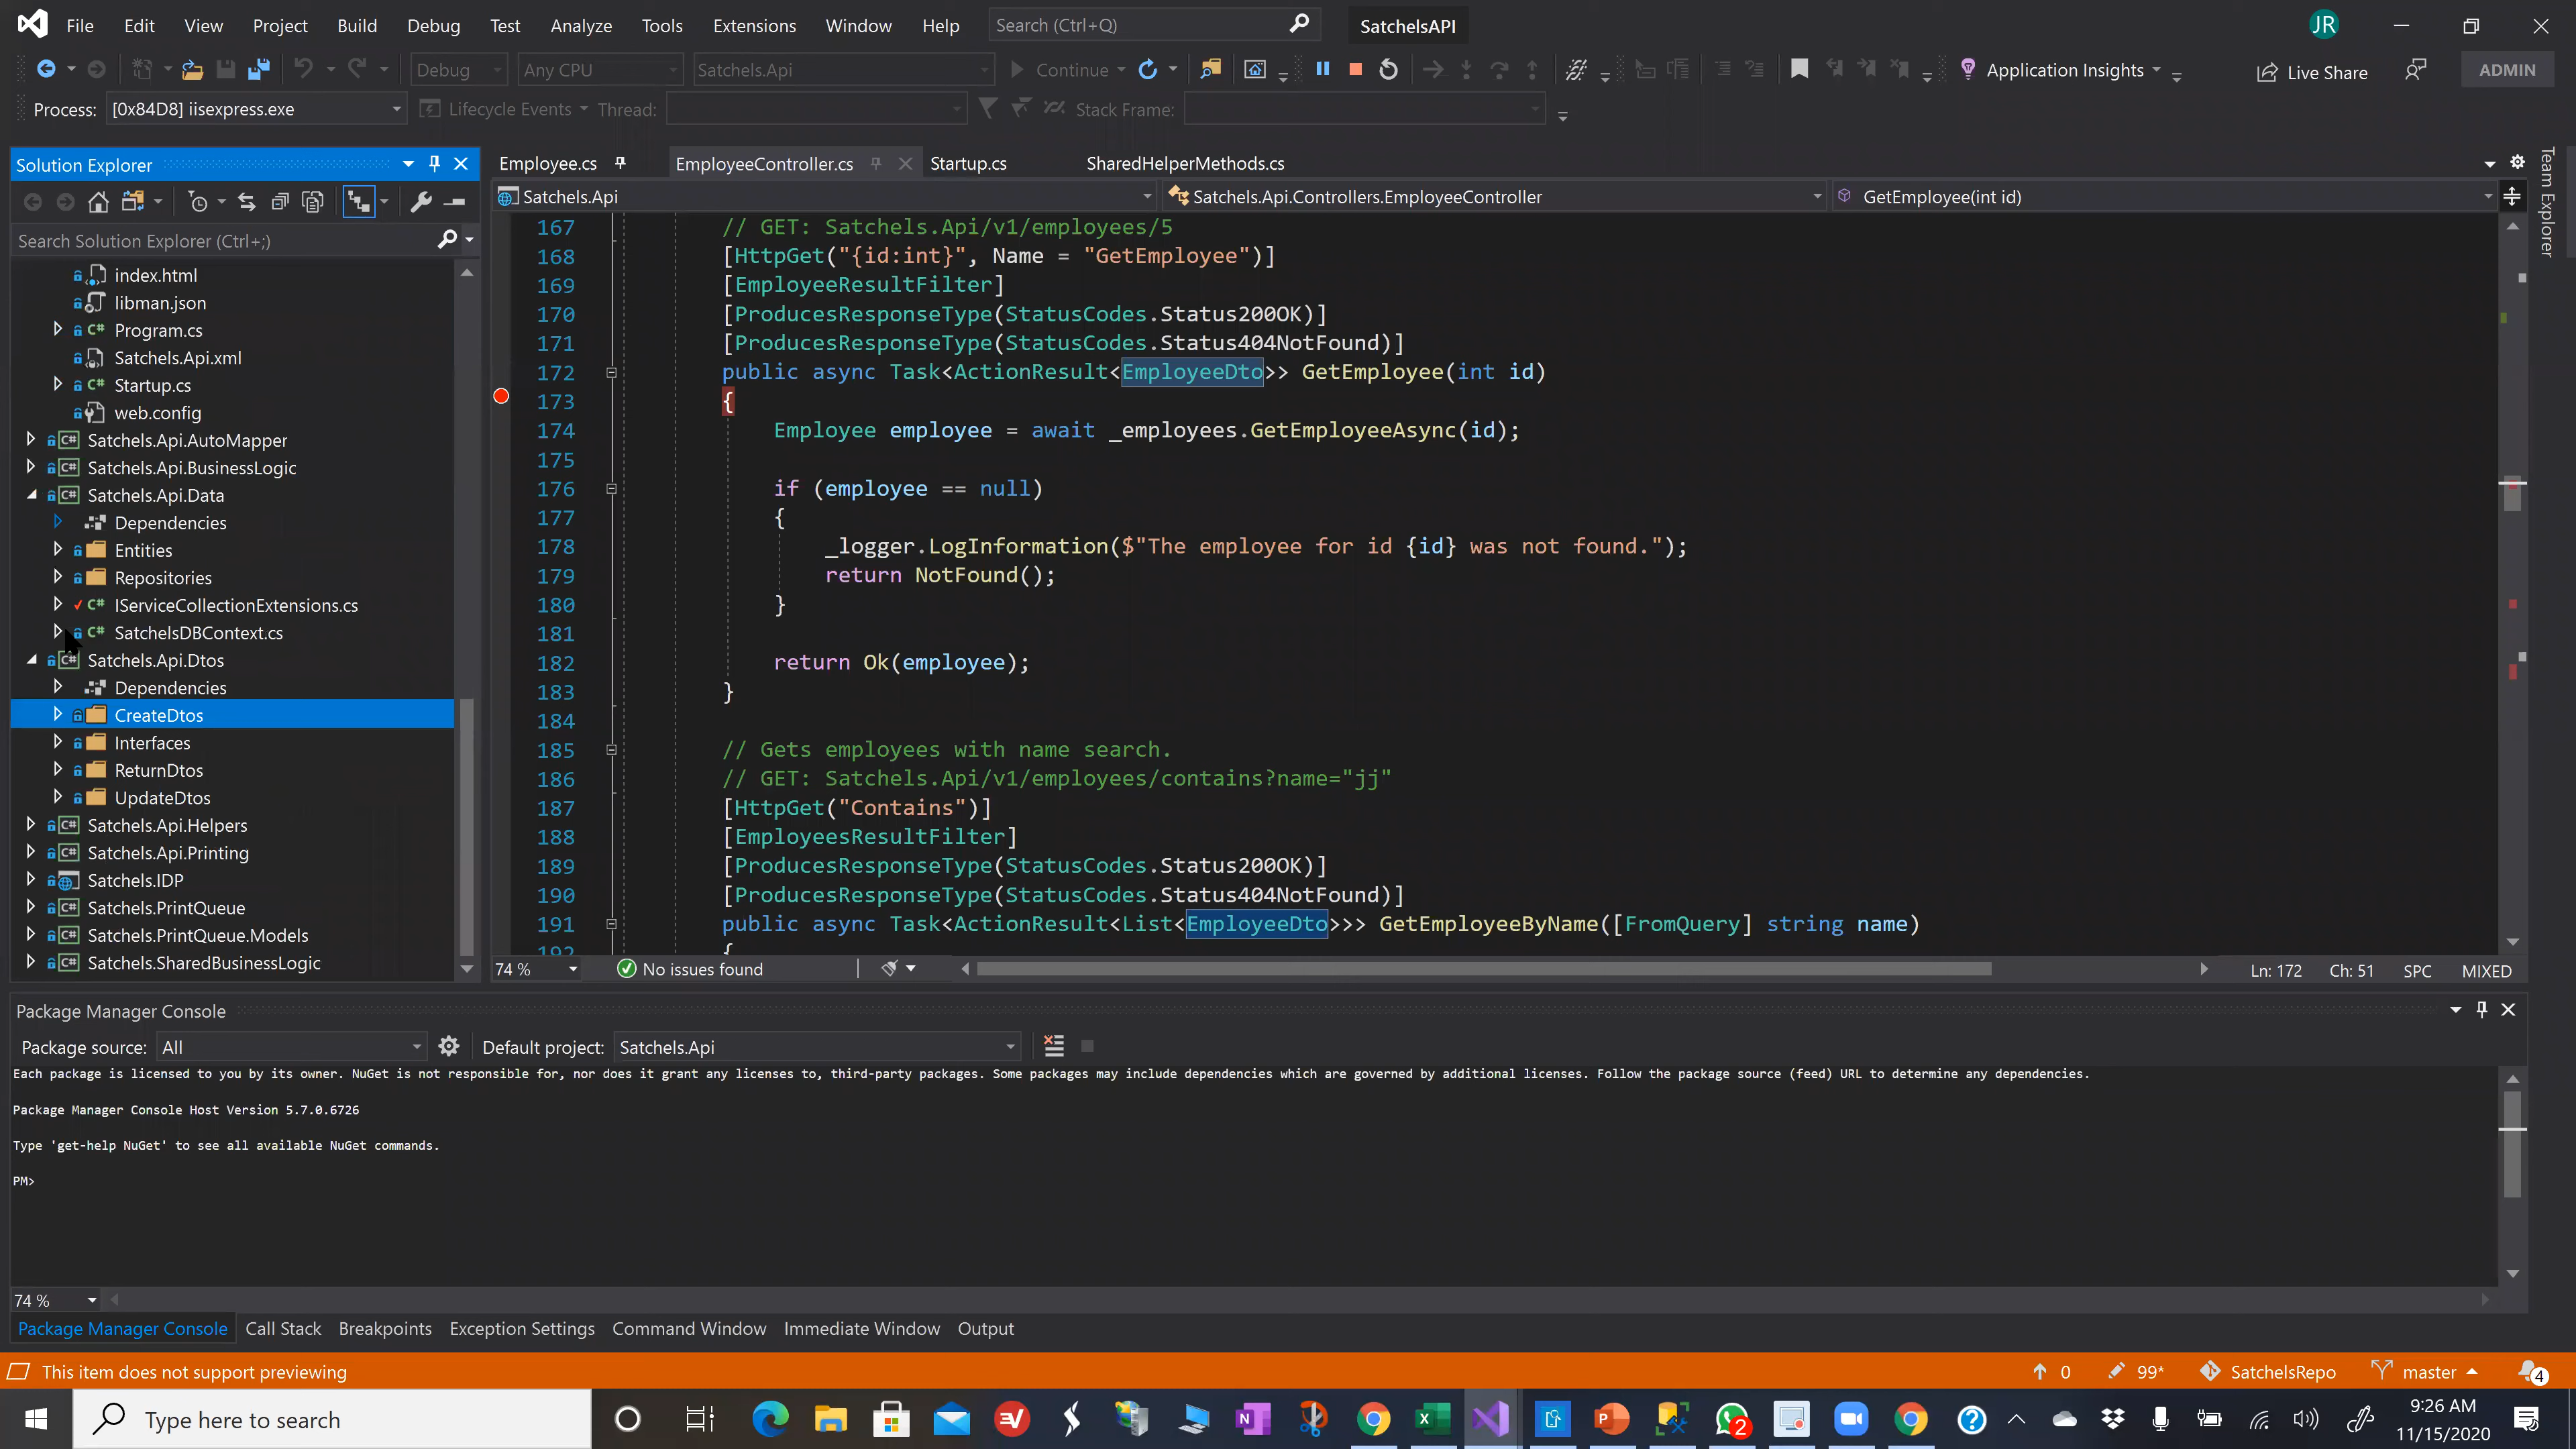 File Edit View Project Build Debug Test Analyze Tools Extensions Window Help Search (Ctrl+Q) SatchelsAPI JR
Debug Any CPU Satchels.Api Continue Application Insights Live Share ADMIN
Process: [0x84D8] iisexpress.exe Lifecycle Events Thread: Stack Frame:
Solution Explorer
Search Solution Explorer (Ctrl+;)
index.html
libman.json
Program.cs
Satchels.Api.xml
Startup.cs
web.config
Satchels.Api.AutoMapper
Satchels.Api.BusinessLogic
Satchels.Api.Data
Dependencies
Entities
Repositories
IServiceCollectionExtensions.cs
SatchelsDBContext.cs
Satchels.Api.Dtos
Dependencies
CreateDtos
Interfaces
ReturnDtos
UpdateDtos
Satchels.Api.Helpers
Satchels.Api.Printing
Satchels.IDP
Satchels.PrintQueue
Satchels.PrintQueue.Models
Satchels.SharedBusinessLogic
Employee.cs EmployeeController.cs Startup.cs SharedHelperMethods.cs
Satchels.Api Satchels.Api.Controllers.EmployeeController GetEmployee(int id)
167 // GET: Satchels.Api/v1/employees/5
168 [HttpGet("{id:int}", Name = "GetEmployee")]
169 [EmployeeResultFilter]
170 [ProducesResponseType(StatusCodes.Status200OK)]
171 [ProducesResponseType(StatusCodes.Status404NotFound)]
172 public async Task<ActionResult<EmployeeDto>> GetEmployee(int id)
173 {
174 Employee employee = await _employees.GetEmployeeAsync(id);
175
176 if (employee == null)
177 {
178 _logger.LogInformation($"The employee for id {id} was not found.");
179 return NotFound();
180 }
181
182 return Ok(employee);
183 }
184
185 // Gets employees with name search.
186 // GET: Satchels.Api/v1/employees/contains?name="jj"
187 [HttpGet("Contains")]
188 [EmployeesResultFilter]
189 [ProducesResponseType(StatusCodes.Status200OK)]
190 [ProducesResponseType(StatusCodes.Status404NotFound)]
191 public async Task<ActionResult<List<EmployeeDto>>> GetEmployeeByName([FromQuery] string name)
192 {
74 % No issues found Ln: 172 Ch: 51 SPC MIXED
Team Explorer
Package Manager Console
Package source: All Default project: Satchels.Api
Each package is licensed to you by its owner. NuGet is not responsible for, nor does it grant any licenses to, third-party packages. Some packages may include dependencies which are governed by additional licenses. Follow the package source (feed) URL to determine any dependencies.
Package Manager Console Host Version 5.7.0.6726
Type 'get-help NuGet' to see all available NuGet commands.
PM>
74 %
Package Manager Console Call Stack Breakpoints Exception Settings Command Window Immediate Window Output
This item does not support previewing 0 99* SatchelsRepo master 4
Type here to search 2 9:26 AM
11/15/2020